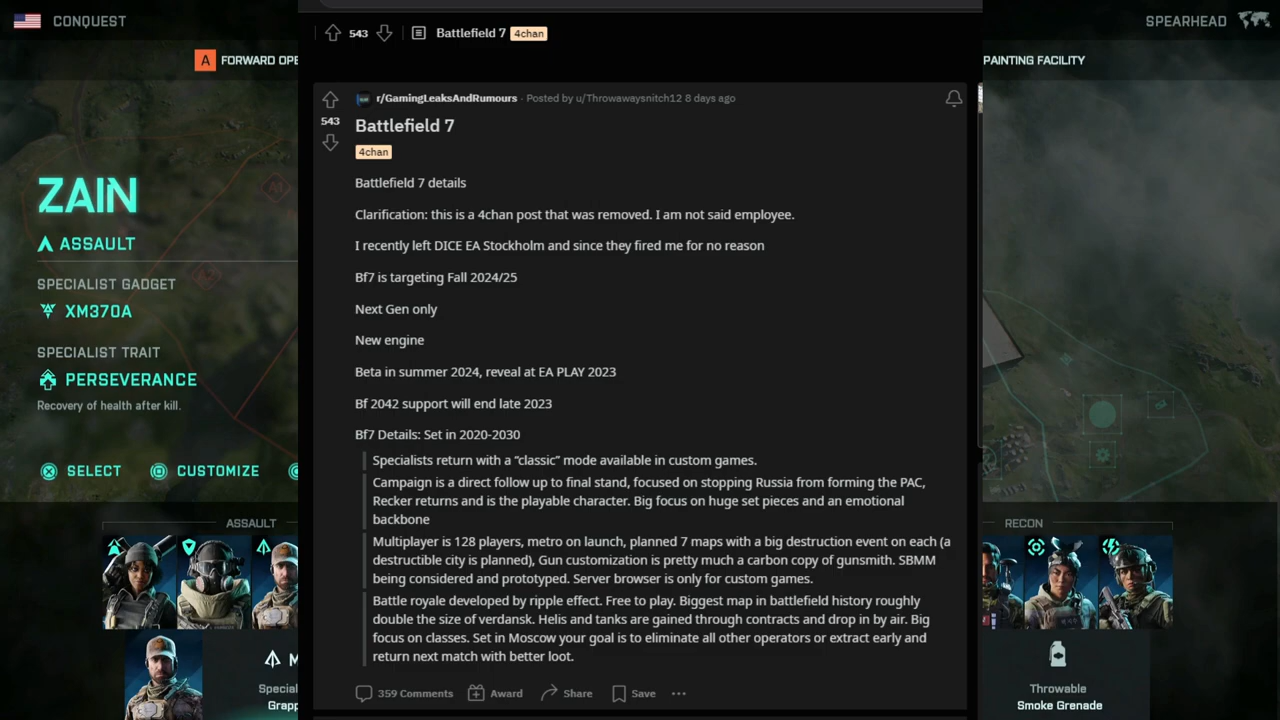 CONQUEST
SPEARHEAD
543
Battlefield 7 4chan
A FORWARD OPE
PAINTING FACILITY
r/GamingLeaksAndRumours · Posted by u/Throwawaysnitch12 8 days ago
543
Battlefield 7
4chan
Battlefield 7 details
Clarification: this is a 4chan post that was removed. I am not said employee.
I recently left DICE EA Stockholm and since they fired me for no reason
Bf7 is targeting Fall 2024/25
Next Gen only
New engine
Beta in summer 2024, reveal at EA PLAY 2023
Bf 2042 support will end late 2023
Bf7 Details: Set in 2020-2030
Specialists return with a “classic” mode available in custom games.
Campaign is a direct follow up to final stand, focused on stopping Russia from forming the PAC,
Recker returns and is the playable character. Big focus on huge set pieces and an emotional
backbone
Multiplayer is 128 players, metro on launch, planned 7 maps with a big destruction event on each (a
destructible city is planned), Gun customization is pretty much a carbon copy of gunsmith. SBMM
being considered and prototyped. Server browser is only for custom games.
Battle royale developed by ripple effect. Free to play. Biggest map in battlefield history roughly
double the size of verdansk. Helis and tanks are gained through contracts and drop in by air. Big
focus on classes. Set in Moscow your goal is to eliminate all other operators or extract early and
return next match with better loot.
359 Comments Award Share Save
ZAIN
ASSAULT
SPECIALIST GADGET
XM370A
SPECIALIST TRAIT
PERSEVERANCE
Recovery of health after kill.
SELECT CUSTOMIZE
ASSAULT
RECON
M
Special
Grapp
Throwable
Smoke Grenade